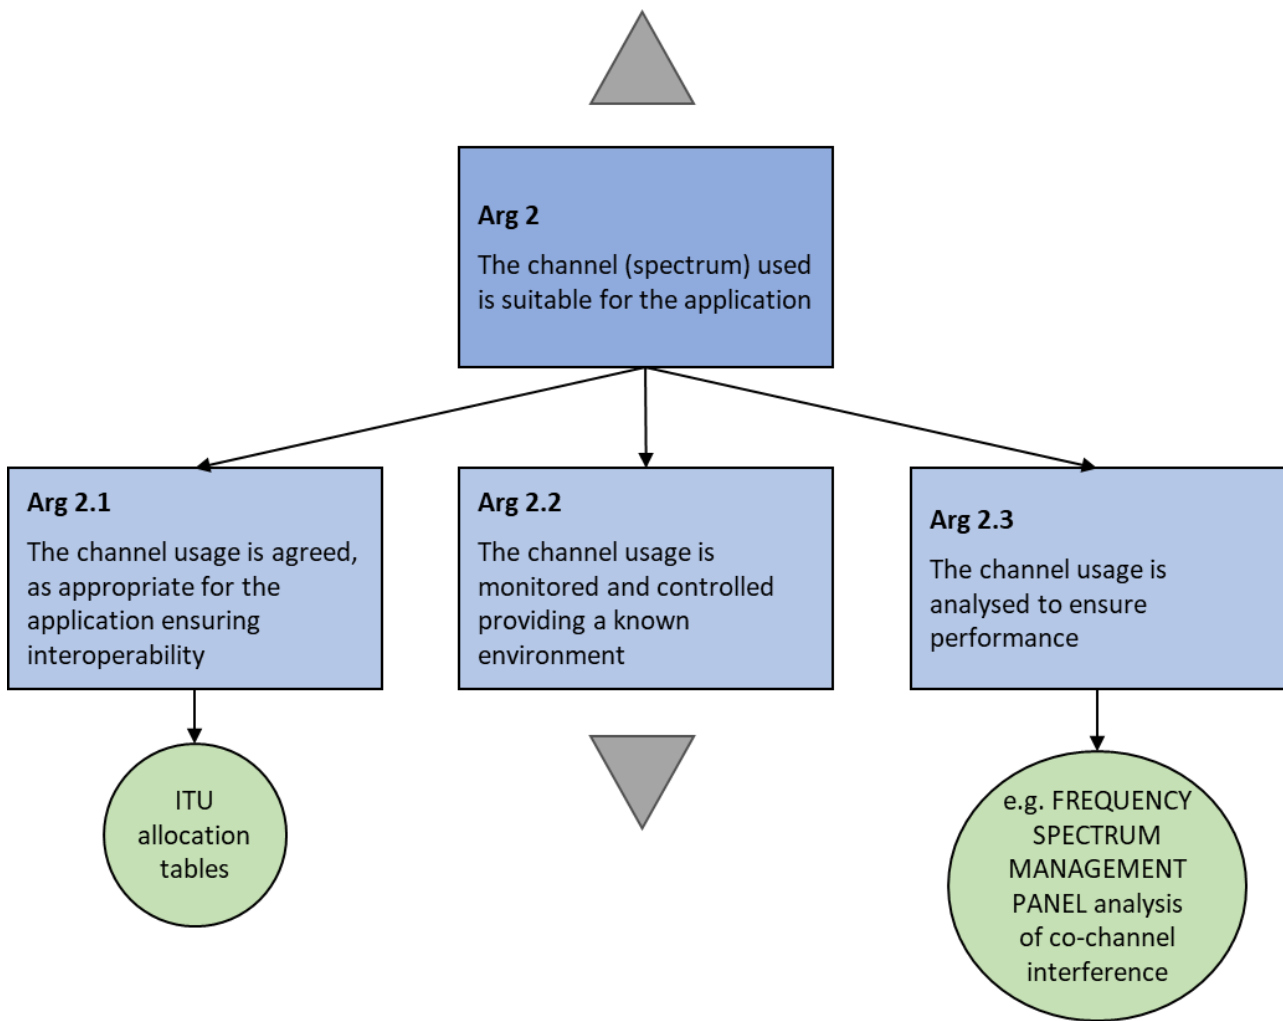 Arg 2
The channel (spectrum) used
is suitable for the application
Arg 2.1
The channel usage is agreed,
as appropriate for the
application ensuring
interoperability
Arg 2.2
The channel usage is
monitored and controlled
providing a known
environment
Arg 2.3
The channel usage is
analysed to ensure
performance
ITU
allocation
tables
e.g. FREQUENCY
SPECTRUM
MANAGEMENT
PANEL analysis
of co-channel
interference